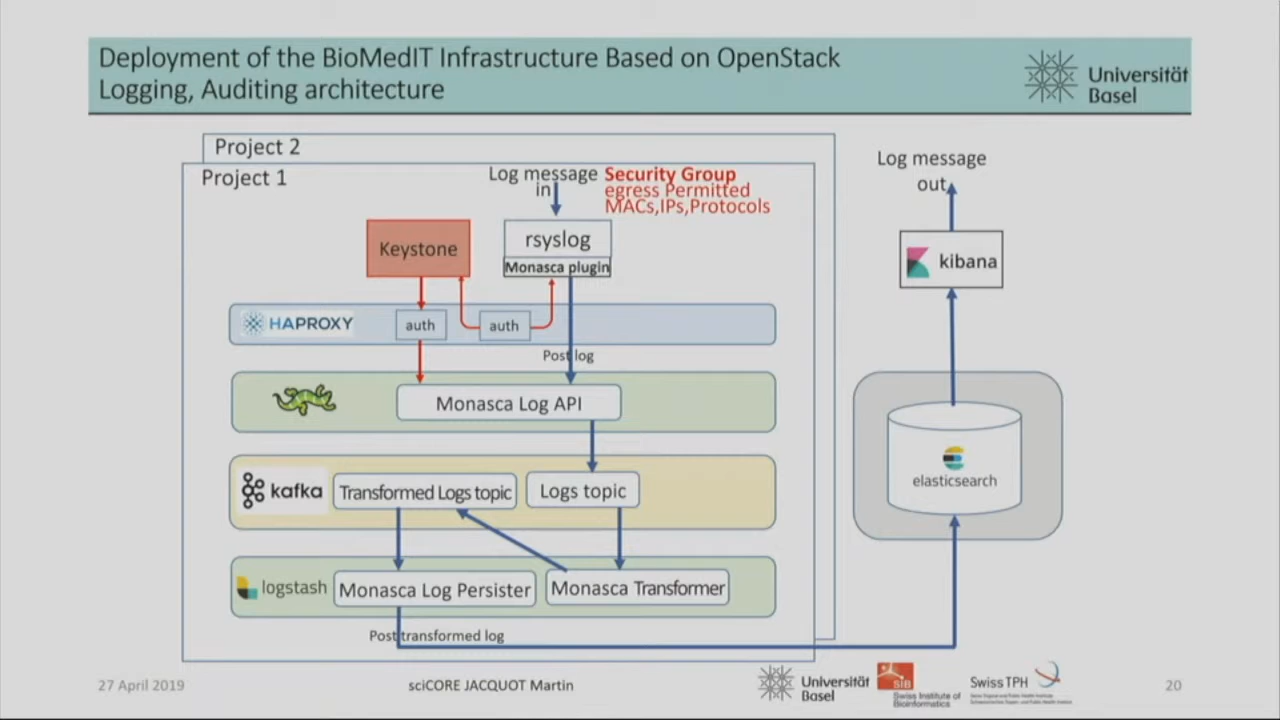 Deployment of the BioMedIT Infrastructure Based on OpenStack
Logging, Auditing architecture
Universität
Basel
Project 2
Project 1
Log message
in
Security Group
egress Permitted
MACs,IPs,Protocols
Log message
out
Keystone
rsyslog
Monasca plugin
kibana
HAPROXY
auth
auth
Post log
Monasca Log API
kafka
Transformed Logs topic
Logs topic
elasticsearch
logstash
Monasca Log Persister
Monasca Transformer
Post transformed log
27 April 2019
sciCORE JACQUOT Martin
Universität
Basel
SIB
Swiss Institute of
Bioinformatics
Swiss TPH
20